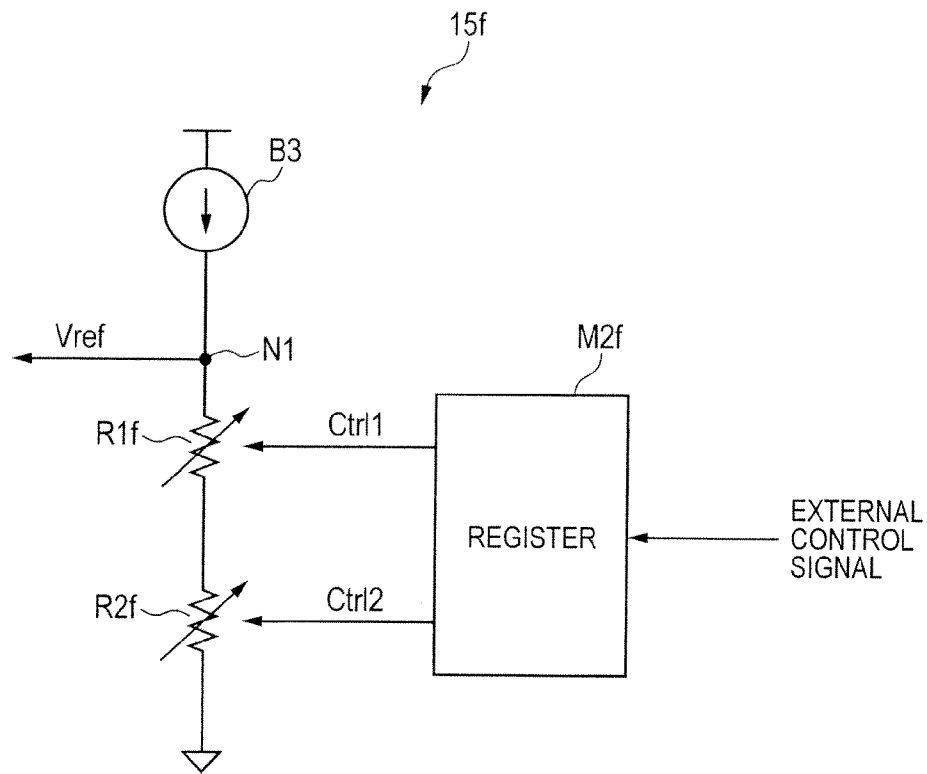 15f
B3
Vref
N1
M2f
R1f
Ctrl1
REGISTER
EXTERNAL
CONTROL
SIGNAL
R2f
Ctrl2